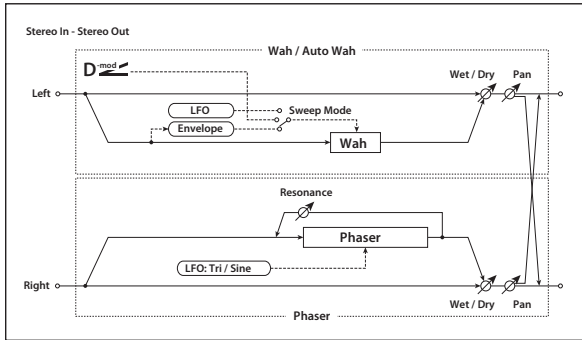 Stereo In - Stereo Out
Wah / Auto Wah
D-mod
Wet / Dry
Pan
Left
LFO
Sweep Mode
Envelope
Wah
Resonance
Phaser
LFO: Tri / Sine
Right
Wet / Dry
Pan
Phaser